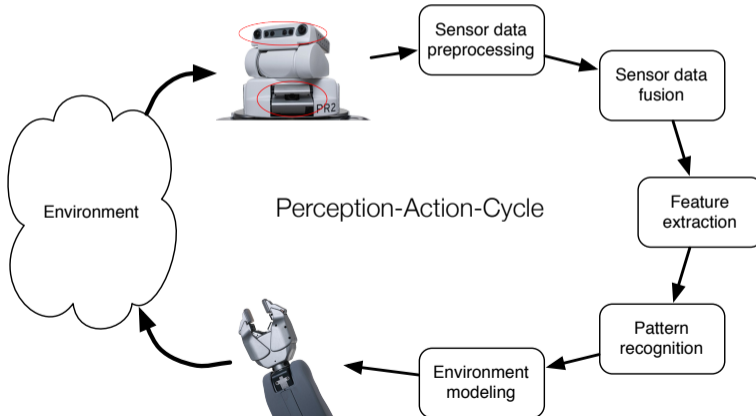 Sensor data
preprocessing
Sensor data
fusion
PR2
Feature
extraction
Environment
Perception-Action-Cycle
Pattern
recognition
Environment
modeling